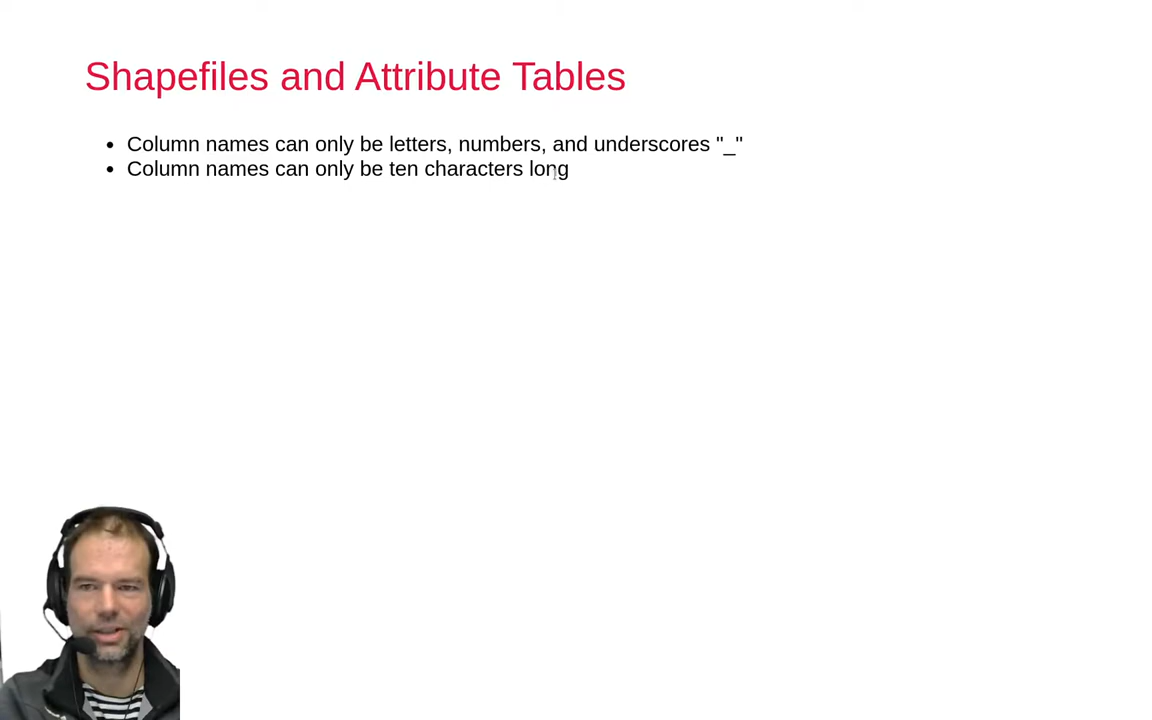 Shapefiles and Attribute Tables
• Column names can only be letters, numbers, and underscores "_"
• Column names can only be ten characters long